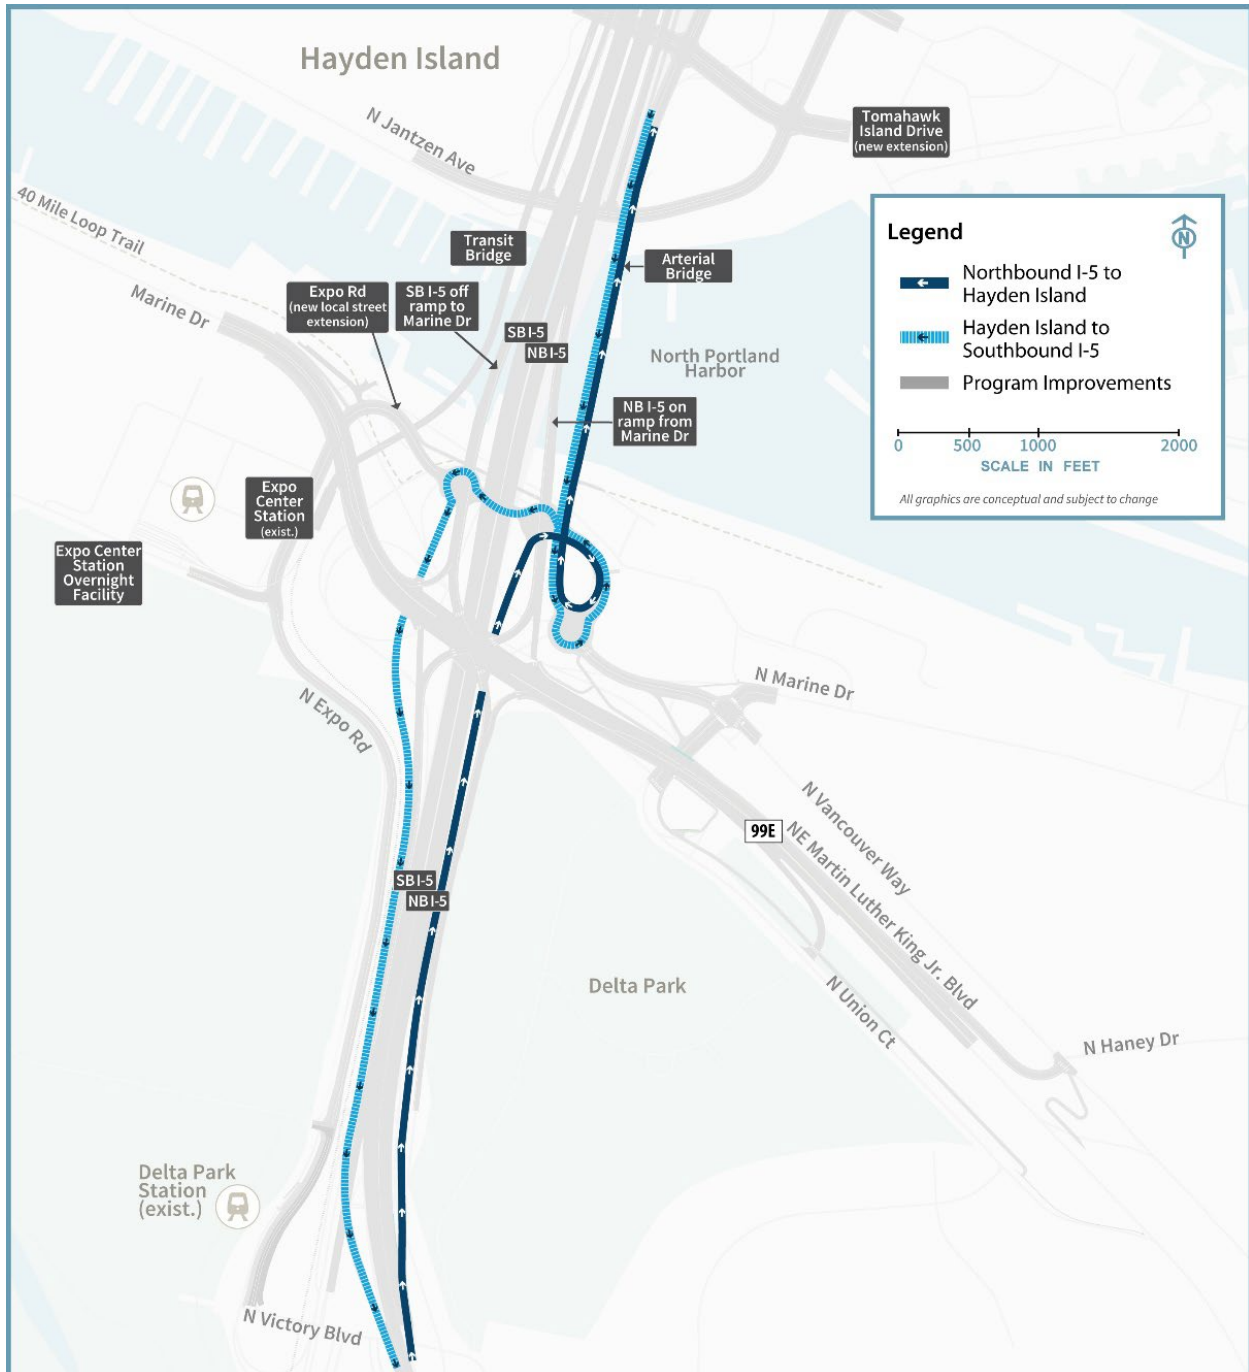 Hayden Island
N Jantzen Ave
Tomahawk
Island Drive
(new extension)
40 Mile Loop Trail
Marine Dr
Transit
Bridge
Arterial
Bridge
Expo Rd
(new local street
extension)
SB I-5 off
ramp to
Marine Dr
SB I-5
NB I-5
North Portland
Harbor
NB I-5 on
ramp from
Marine Dr
Legend
N
Northbound I-5 to
Hayden Island
Hayden Island to
Southbound I-5
Program Improvements
0 500 1000 2000
SCALE IN FEET
All graphics are conceptual and subject to change
Expo
Center
Station
(exist.)
Expo Center
Station
Overnight
Facility
N Expo Rd
N Marine Dr
N Vancouver Way
99E
NE Martin Luther King Jr. Blvd
SB I-5
NB I-5
Delta Park
N Union Ct
N Haney Dr
Delta Park
Station
(exist.)
N Victory Blvd